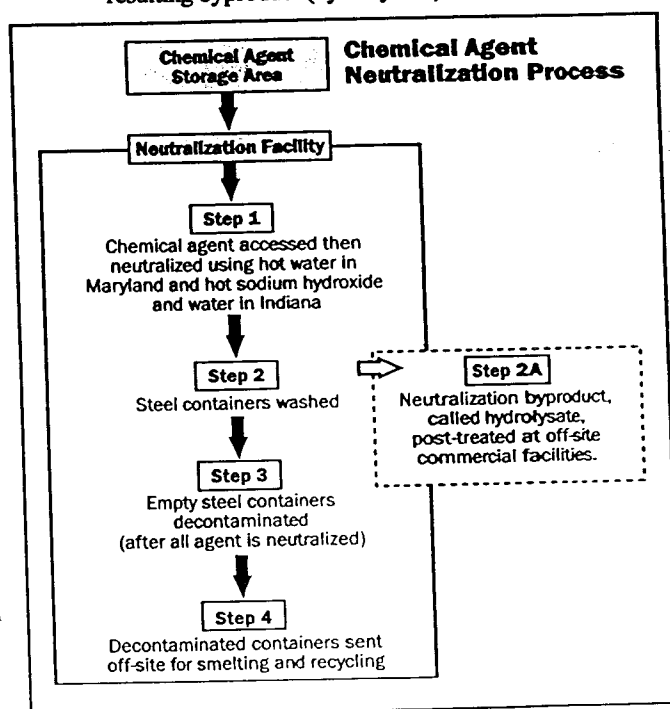 Chemical Agent
Neutralization Process
Chemical Agent
Storage Area
Neutralization Facility
Step 1
Chemical agent accessed then
neutralized using hot water in
Maryland and hot sodium hydroxide
and water in Indiana
Step 2
Steel containers washed
Step 2A
Neutralization byproduct,
called hydrolysate,
post-treated at off-site
commercial facilities.
Step 3
Empty steel containers
decontaminated
(after all agent is neutralized)
Step 4
Decontaminated containers sent
off-site for smelting and recycling